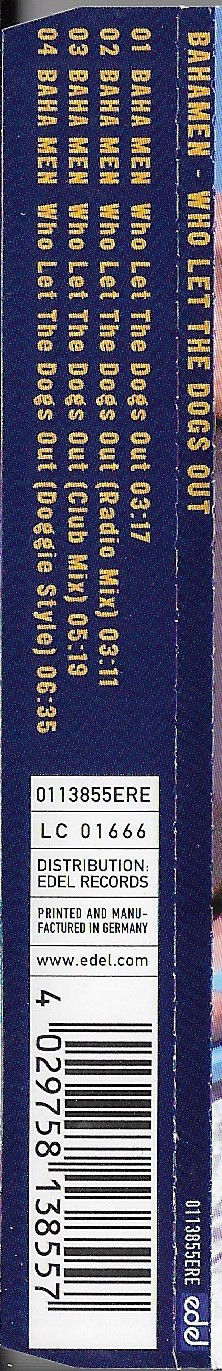 BAHAMEN - WHO LET THE DOGS OUT
0113855ERE
edel
01 BAHA MEN Who Let The Dogs Out 03:17
02 BAHA MEN Who Let The Dogs Out (Radio Mix) 03:11
03 BAHA MEN Who Let The Dogs Out (Club Mix) 05:19
04 BAHA MEN Who Let The Dogs Out (Doggie Style) 06:35
0113855ERE
LC 01666
DISTRIBUTION:
EDEL RECORDS
PRINTED AND MANU-
FACTURED IN GERMANY
www.edel.com
4 029758 138557